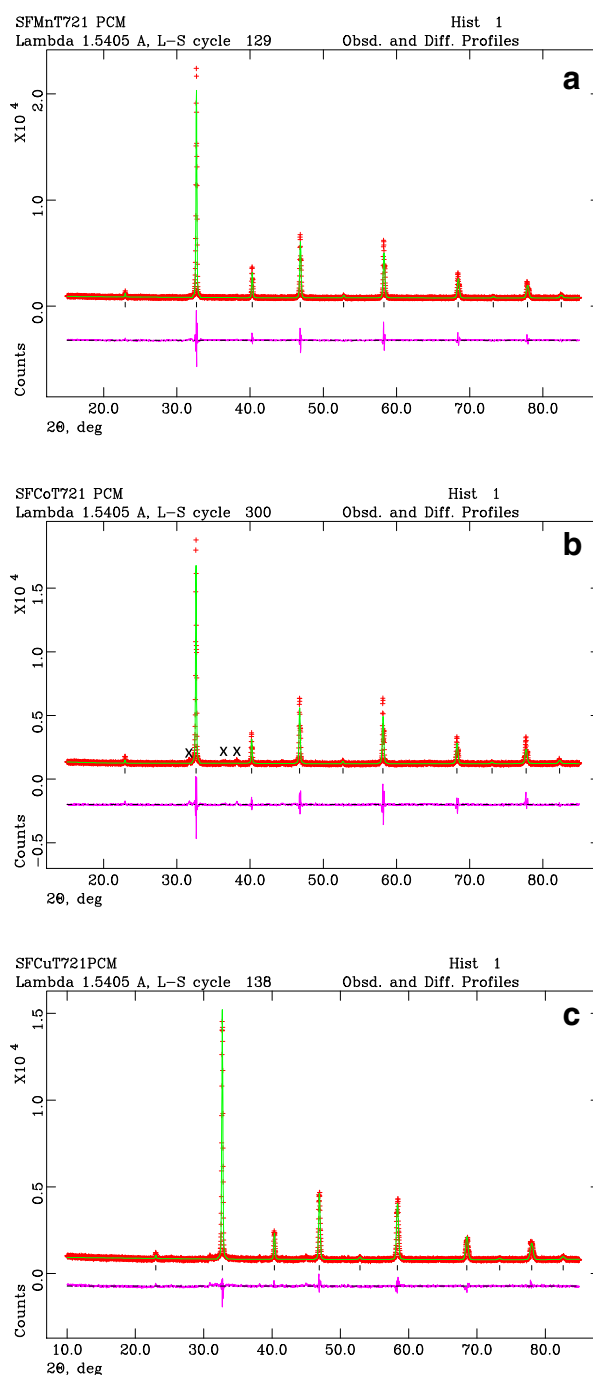 SFMnT721 PCM Hist 1
Lambda 1.5405 A, L-S cycle 129 Obsd. and Diff. Profiles
a
X10 4
2.0
1.0
0.0
Counts
20.0 30.0 40.0 50.0 60.0 70.0 80.0
2Θ, deg
SFCoT721 PCM Hist 1
Lambda 1.5405 A, L-S cycle 300 Obsd. and Diff. Profiles
b
X10 4
1.5
1.0
0.5
x x x
0.0
-0.5
Counts
20.0 30.0 40.0 50.0 60.0 70.0 80.0
2Θ, deg
SFCuT721PCM Hist 1
Lambda 1.5405 A, L-S cycle 138 Obsd. and Diff. Profiles
c
X10 4
1.5
1.0
0.5
0.0
Counts
10.0 20.0 30.0 40.0 50.0 60.0 70.0 80.0
2Θ, deg